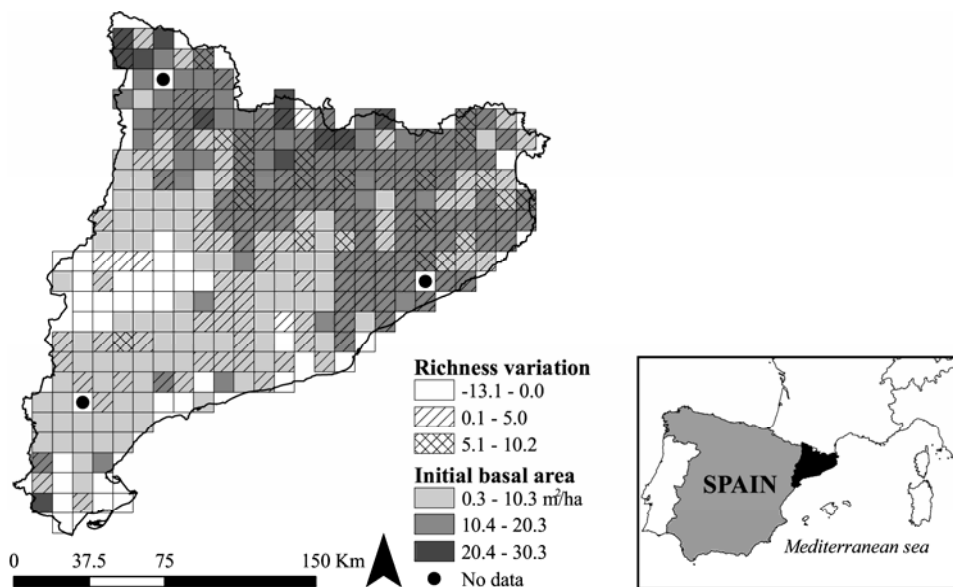 Richness variation
-13.1 - 0.0
0.1 - 5.0
5.1 - 10.2
Initial basal area
0.3 - 10.3 m²/ha
10.4 - 20.3
20.4 - 30.3
No data
0 37.5 75 150 Km
SPAIN
Mediterranean sea